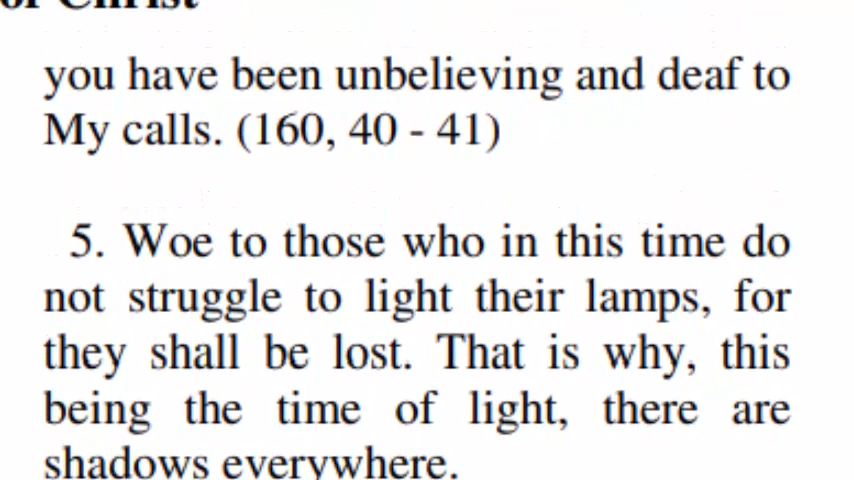 of Christ
you have been unbelieving and deaf to
My calls. (160, 40 - 41)
5. Woe to those who in this time do
not struggle to light their lamps, for
they shall be lost. That is why, this
being the time of light, there are
shadows everywhere.